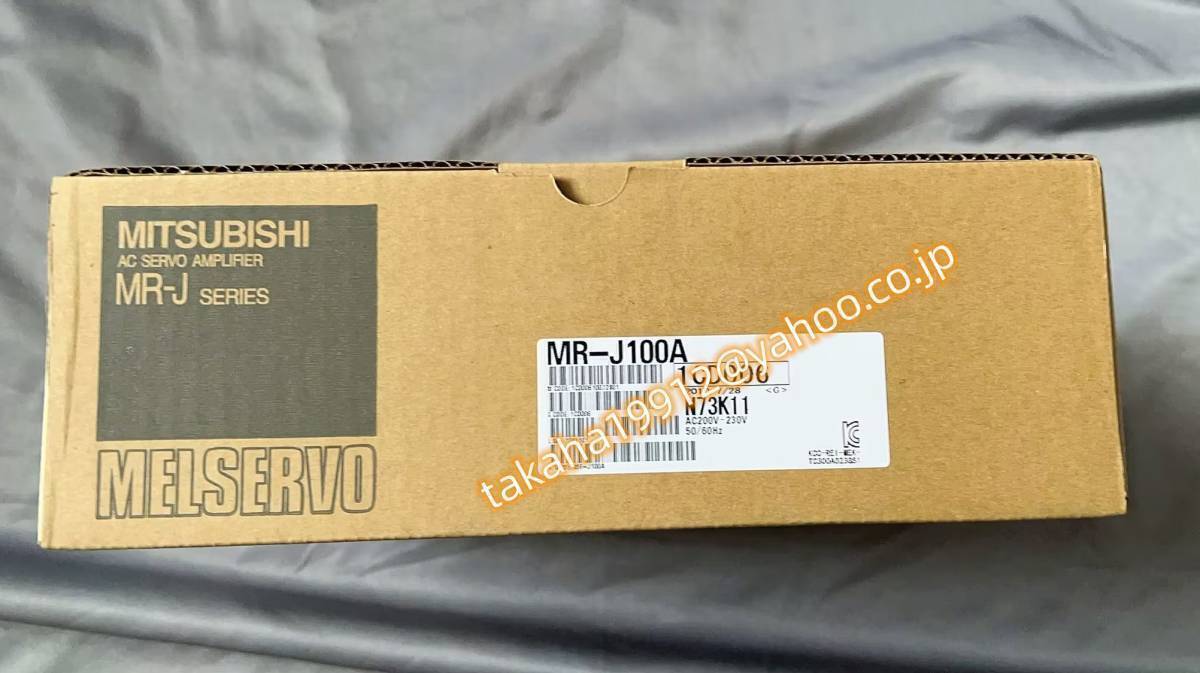 MITSUBISHI
AC SERVO AMPLIFIER
MR-J SERIES
MELSERVO
MR-J100A
<G>
N73K11
AC200V-230V
50/60Hz
takaha19912@yahoo.co.jp